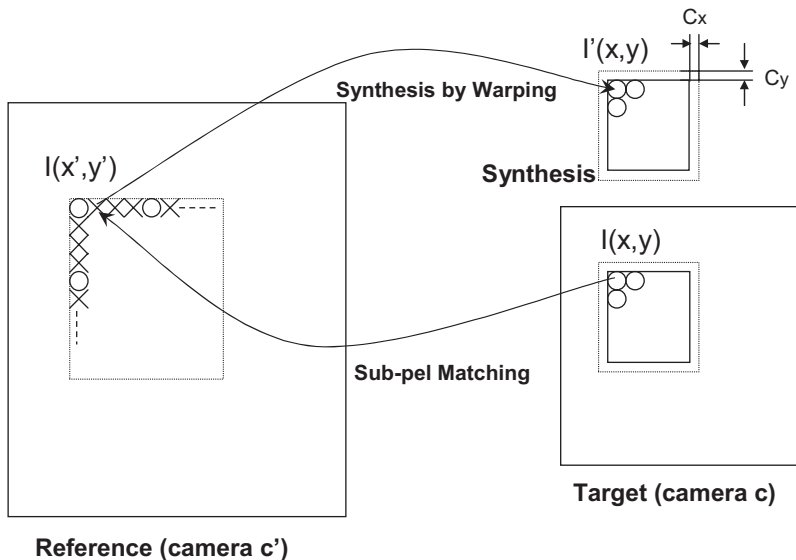 Cx
I'(x,y)
Cy
Synthesis by Warping
I(x',y')
Synthesis
I(x,y)
Sub-pel Matching
Target (camera c)
Reference (camera c')